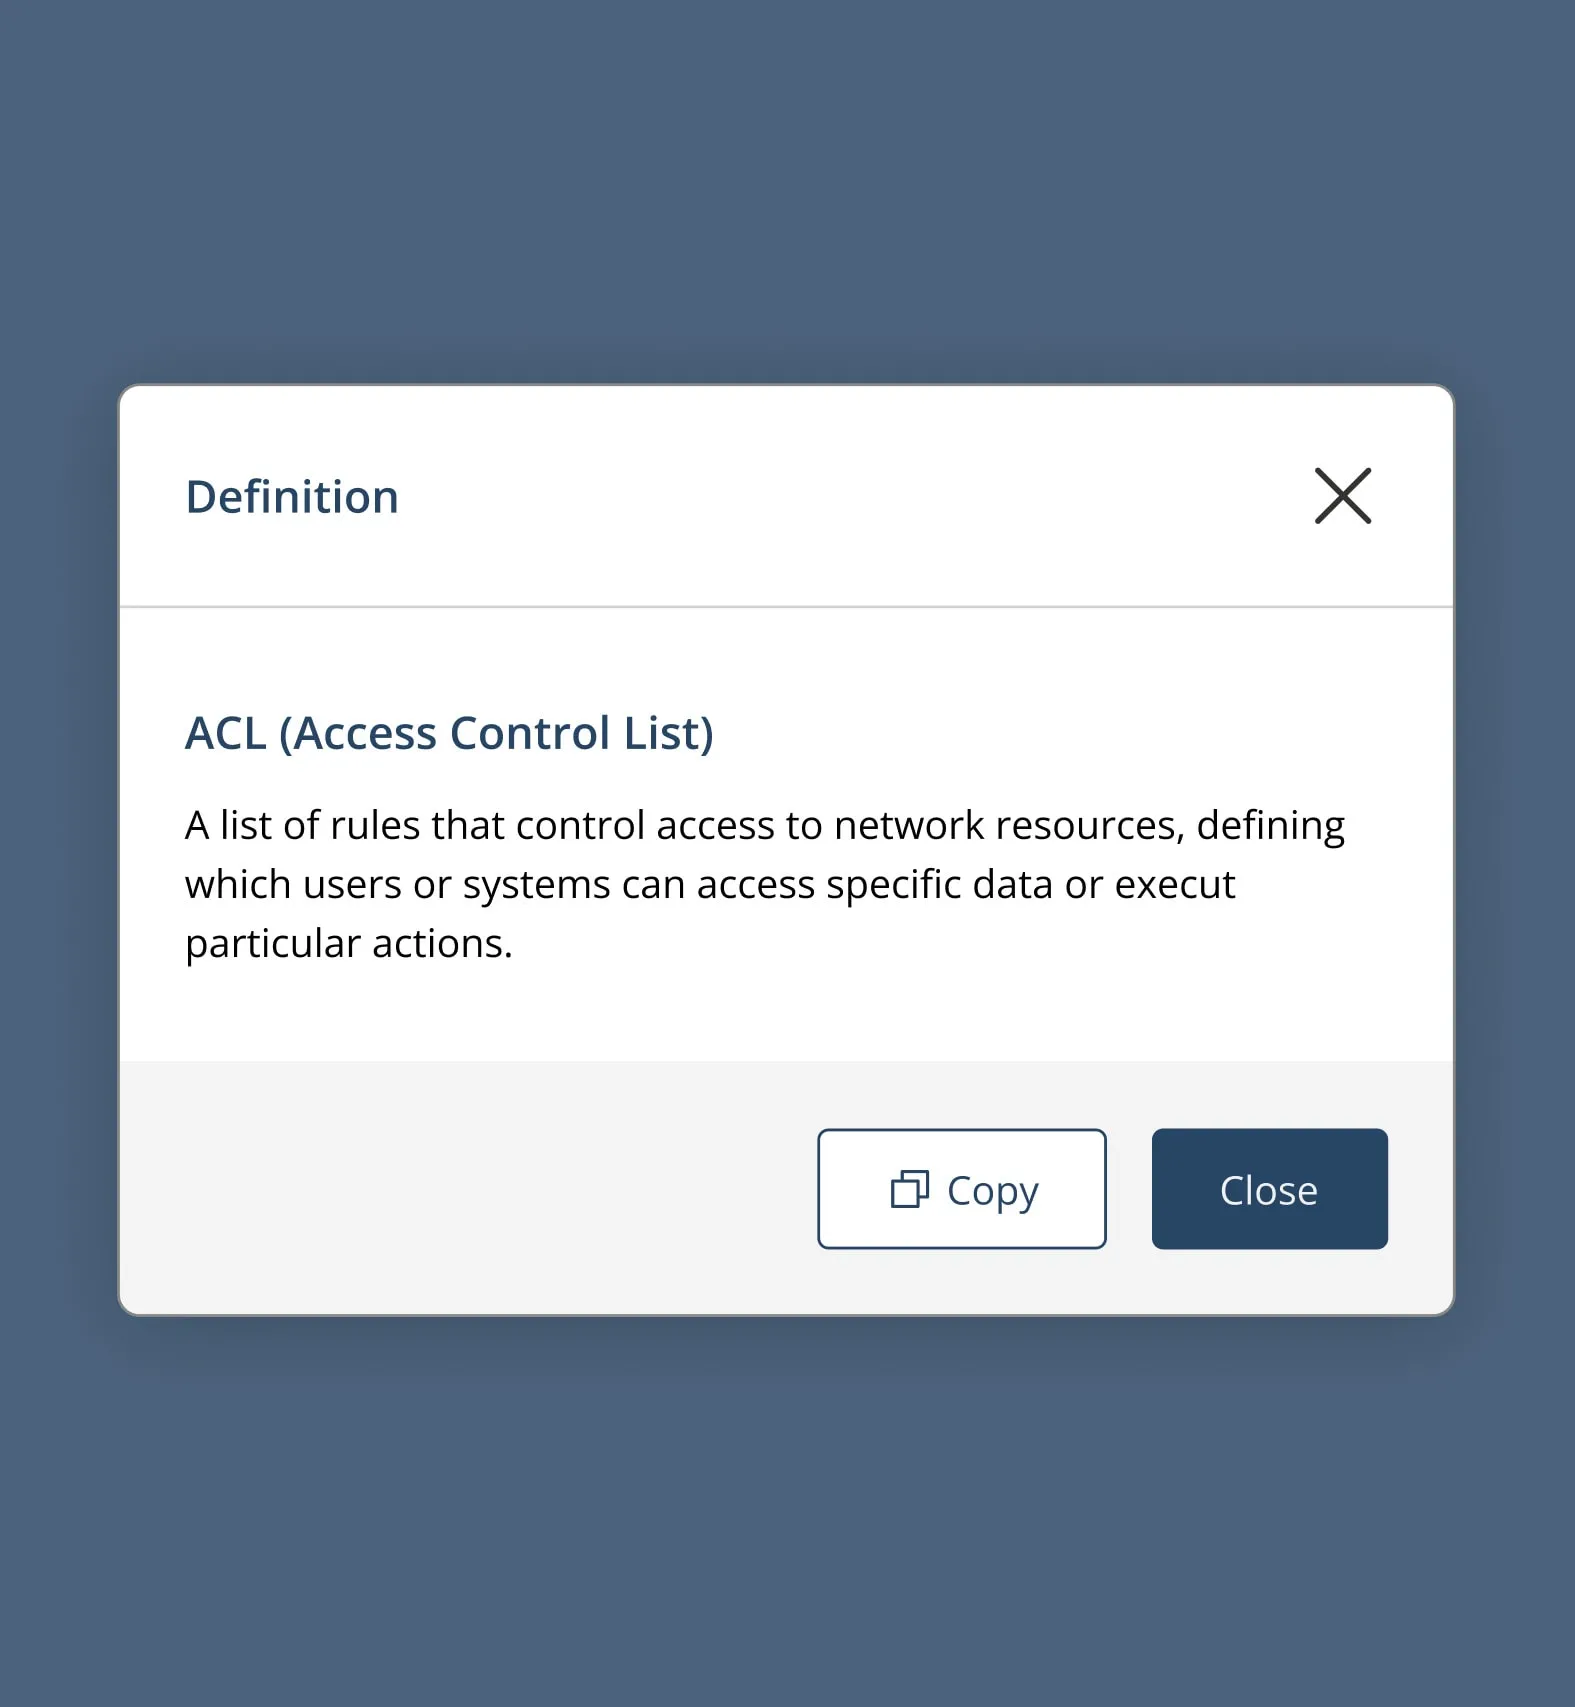 Definition
ACL (Access Control List)
A list of rules that control access to network resources, defining
which users or systems can access specific data or execut
particular actions.
Copy
Close